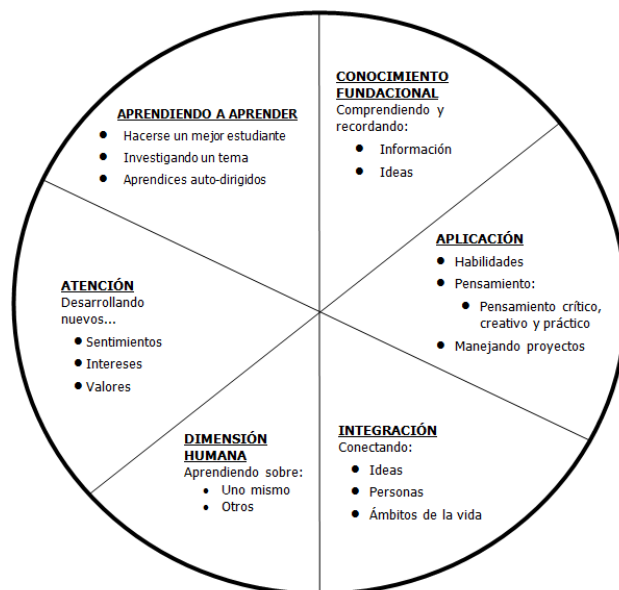 CONOCIMIENTO
FUNDACIONAL
Comprendiendo y
recordando:
● Información
● Ideas
APLICACIÓN
● Habilidades
● Pensamiento:
● Pensamiento crítico,
creativo y práctico
● Manejando proyectos
INTEGRACIÓN
Conectando:
● Ideas
● Personas
● Ámbitos de la vida
DIMENSIÓN
HUMANA
Aprendiendo sobre:
• Uno mismo
• Otros
ATENCIÓN
Desarrollando
nuevos...
● Sentimientos
● Intereses
● Valores
APRENDIENDO A APRENDER
● Hacerse un mejor estudiante
● Investigando un tema
● Aprendices auto-dirigidos